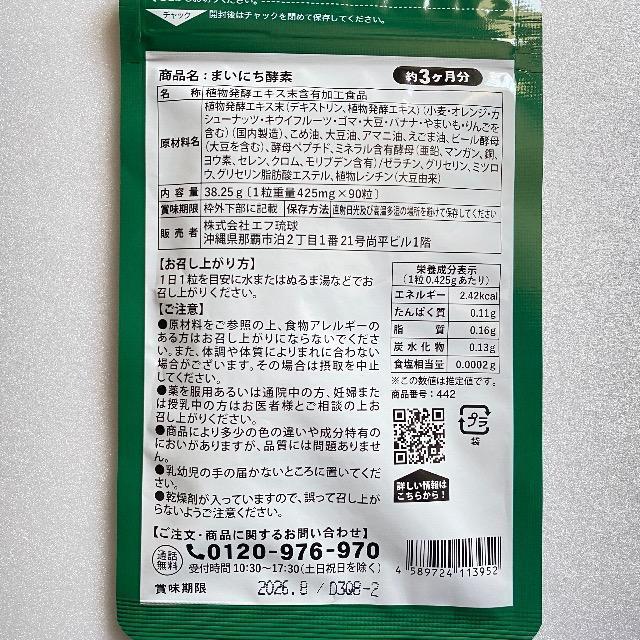 チャック
開封後はチャックを閉めて保存してください。
商品名：まいにち酵素
約3ヶ月分
名 称 植物発酵エキス末含有加工食品
原材料名
植物発酵エキス末(デキストリン、植物発酵エキス)(小麦・オレンジ・カ
シューナッツ・キウイフルーツ・ゴマ・大豆・バナナ・やまいも・りんごを
含む)(国内製造)、こめ油、大豆油、アマニ油、えごま油、ビール酵母
(大豆を含む)、酵母ペプチド、ミネラル含有酵母(亜鉛、マンガン、銅、
ヨウ素、セレン、クロム、モリブデン含有)/ゼラチン、グリセリン、ミツロ
ウ、グリセリン脂肪酸エステル、植物レシチン(大豆由来)
内 容 量 38.25g〔1粒重量425mg×90粒〕
賞味期限 枠外下部に記載 保存方法 直射日光及び高温多湿の場所を避けて保存してください
販 売 者
株式会社エフ琉球
沖縄県那覇市泊2丁目1番21号尚平ビル1階
【お召し上がり方】
1日1粒を目安に水またはぬるま湯などでお
召し上がりください。
【ご注意】
●原材料をご参照の上、食物アレルギーの
ある方はお召し上がりにならないでくださ
い。また、体調や体質によりまれに合わない
場合がございます。その場合は摂取を中止
してください。
●薬を服用あるいは通院中の方、妊婦また
は授乳中の方はお医者様とご相談の上お
召し上がりください。
●商品により多少の色の違いや成分特有の
においがありますが、品質には問題ありませ
ん。
●乳幼児の手の届かないところに置いてくだ
さい。
●乾燥剤が入っていますので、誤って召し上が
らないようご注意ください。
栄養成分表示
(1粒0.425gあたり)
エネルギー 2.42kcal
たんぱく質 0.11g
脂 質 0.16g
炭水化物 0.13g
食塩相当量 0.0002g
※この数値は推定値です。
商品番号：442
プラ
袋
詳しい情報は
こちらから！
【ご注文・商品に関するお問い合わせ】
通話
無料
0120-976-970
受付時間 10:30~17:30(土日祝日を除く)
賞味期限 2026.8 / D308-2
4 589724 113952